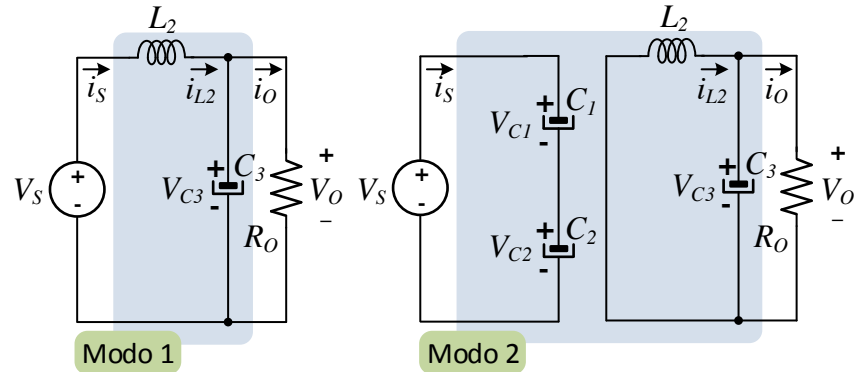 L2
iS
iL2
iO
+
-
VS
+
VC3
-
C3
RO
+
VO
−
Modo 1
L2
iS
iL2
iO
+
C1
VC1
-
+
-
VS
+
C2
VC2
-
+
VC3
-
C3
RO
+
VO
−
Modo 2